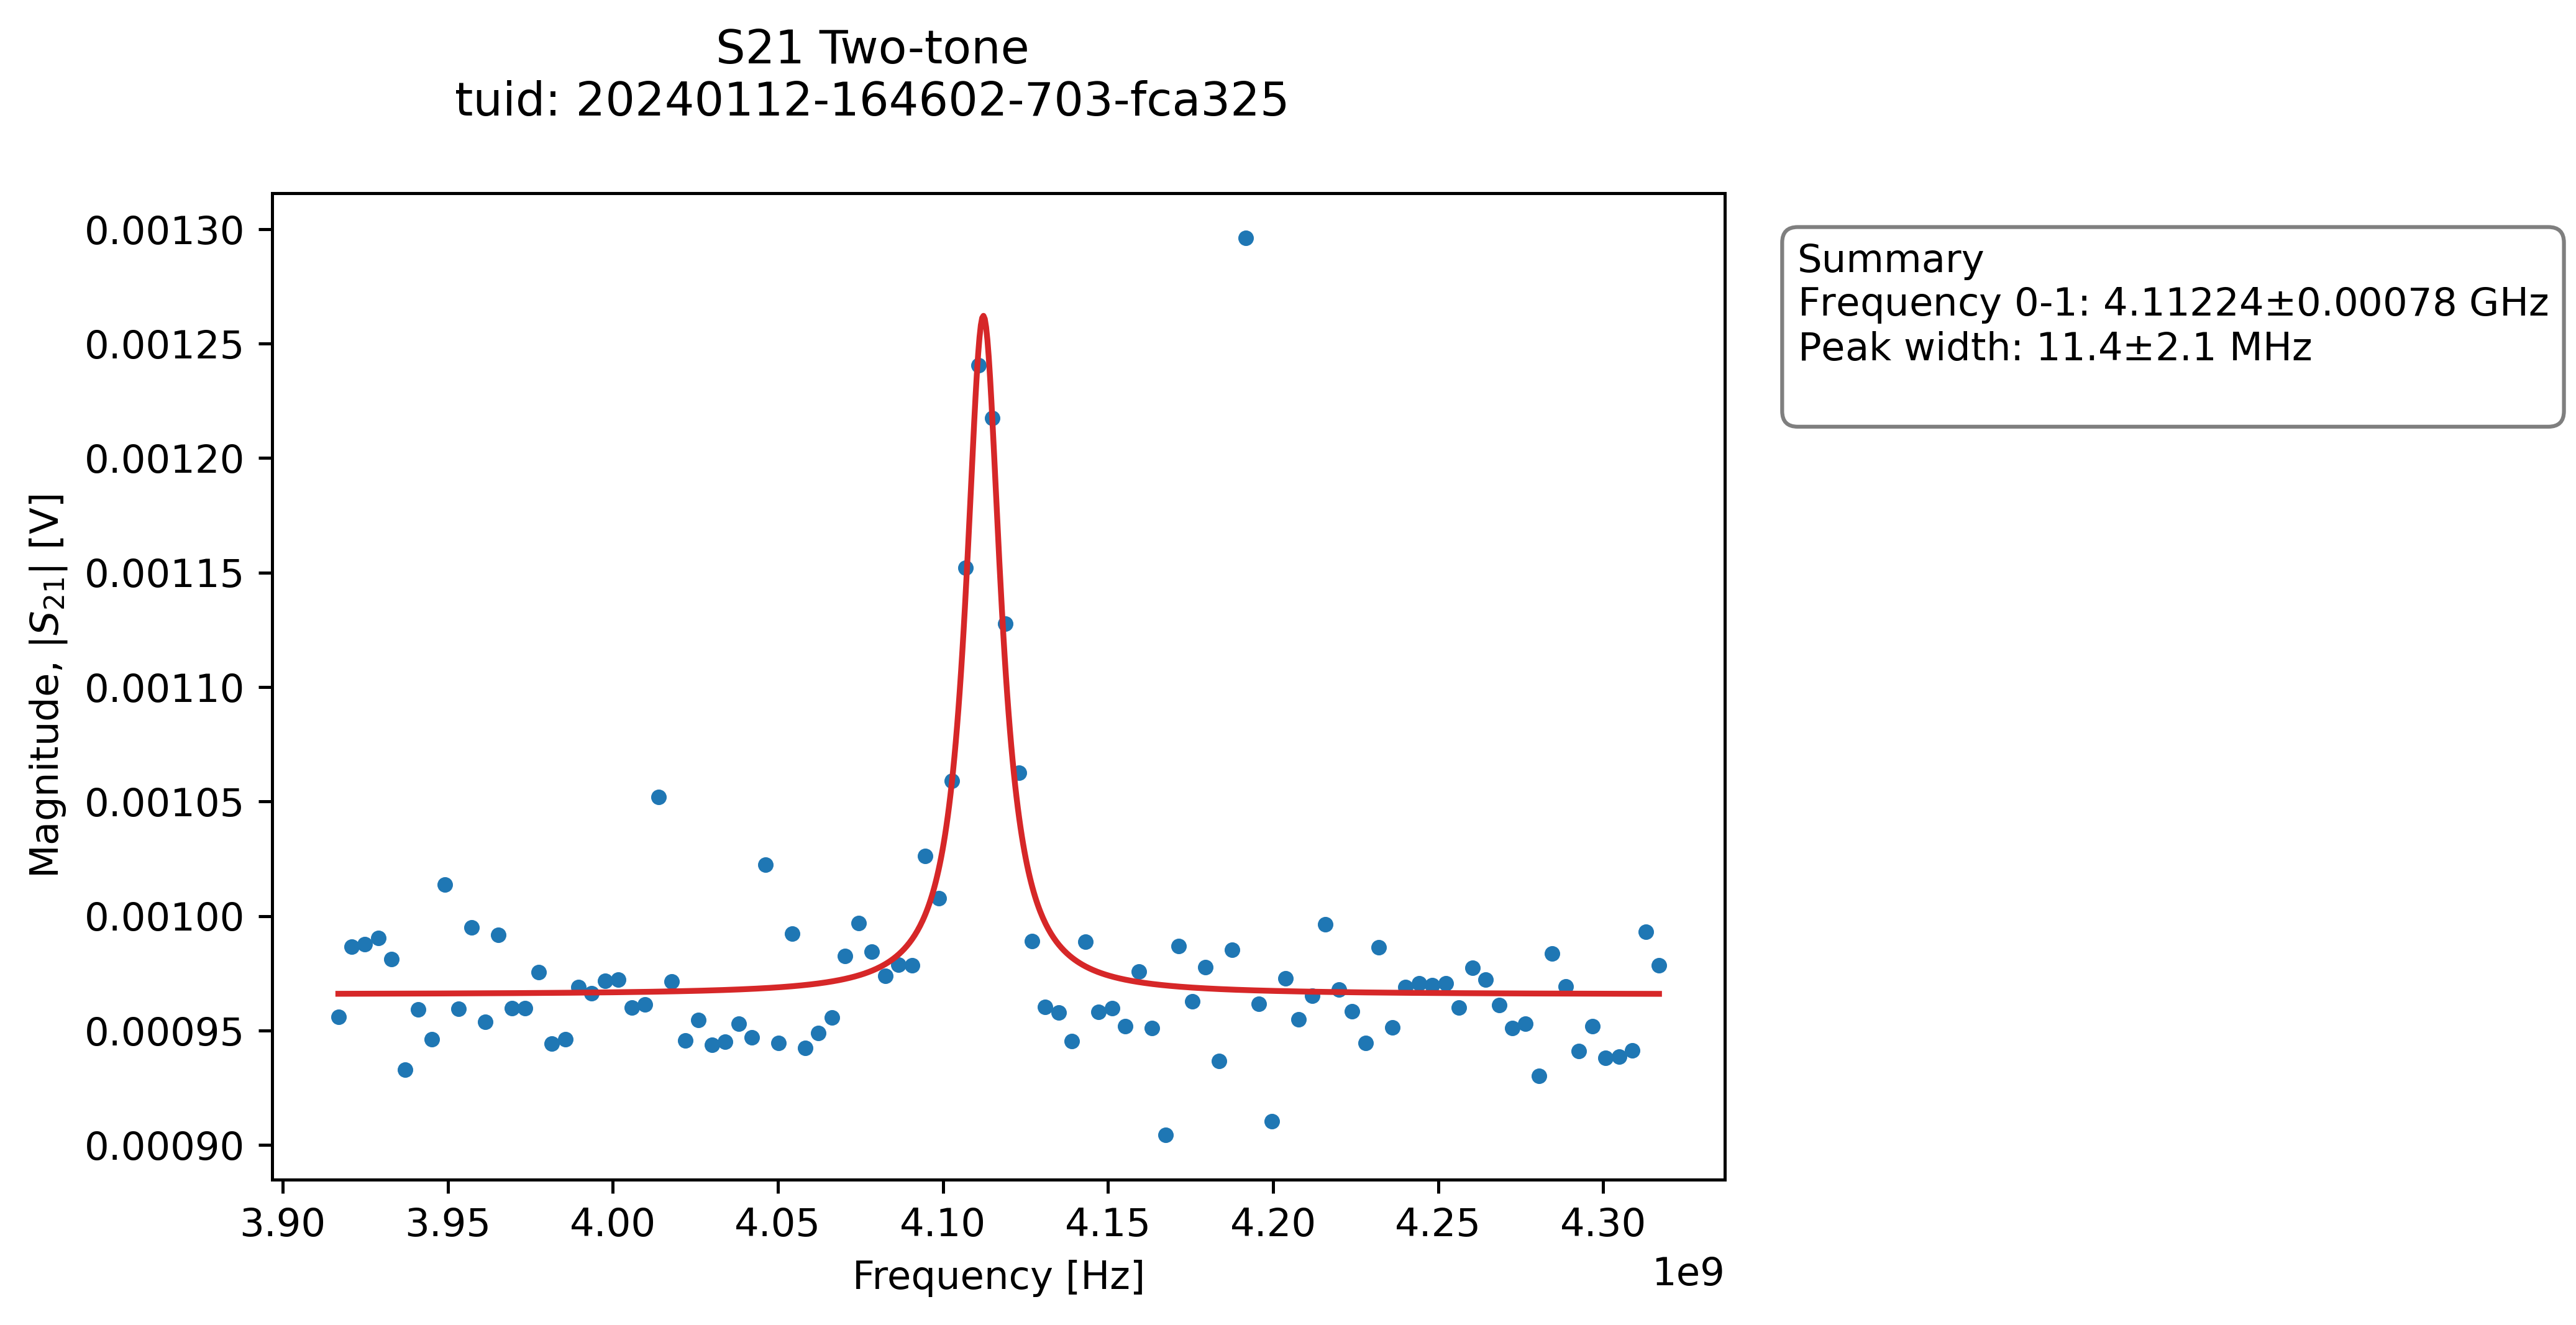 S21 Two-tone
tuid: 20240112-164602-703-fca325
Summary
Frequency 0-1: 4.11224±0.00078 GHz
Peak width: 11.4±2.1 MHz
Magnitude, |S21| [V]
0.00130
0.00125
0.00120
0.00115
0.00110
0.00105
0.00100
0.00095
0.00090
3.90 3.95 4.00 4.05 4.10 4.15 4.20 4.25 4.30
1e9
Frequency [Hz]